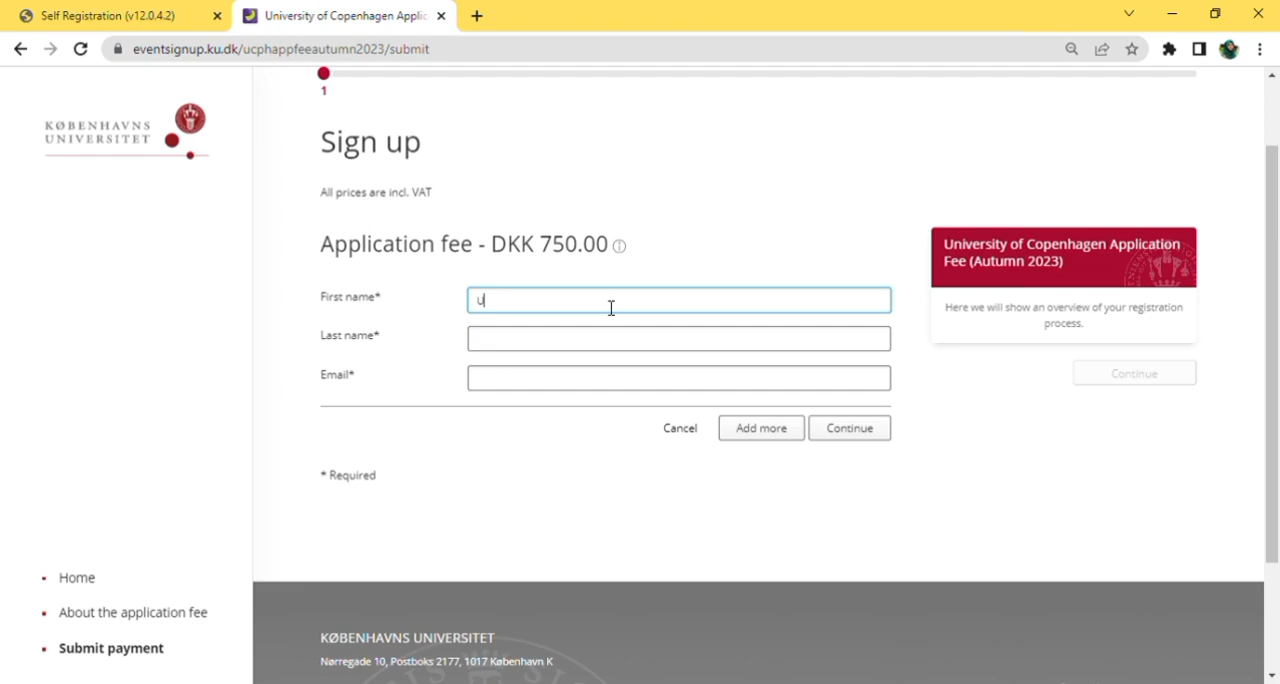 Self Registration (v12.0.4.2)
University of Copenhagen Applic
eventsignup.ku.dk/ucphappfeeautumn2023/submit
KØBENHAVNS
UNIVERSITET
1
Sign up
All prices are incl. VAT
Application fee - DKK 750.00
University of Copenhagen Application
Fee (Autumn 2023)
Here we will show an overview of your registration
process.
Continue
First name*
u
Last name*
Email*
Cancel
Add more
Continue
* Required
Home
About the application fee
Submit payment
KØBENHAVNS UNIVERSITET
Nørregade 10, Postboks 2177, 1017 København K